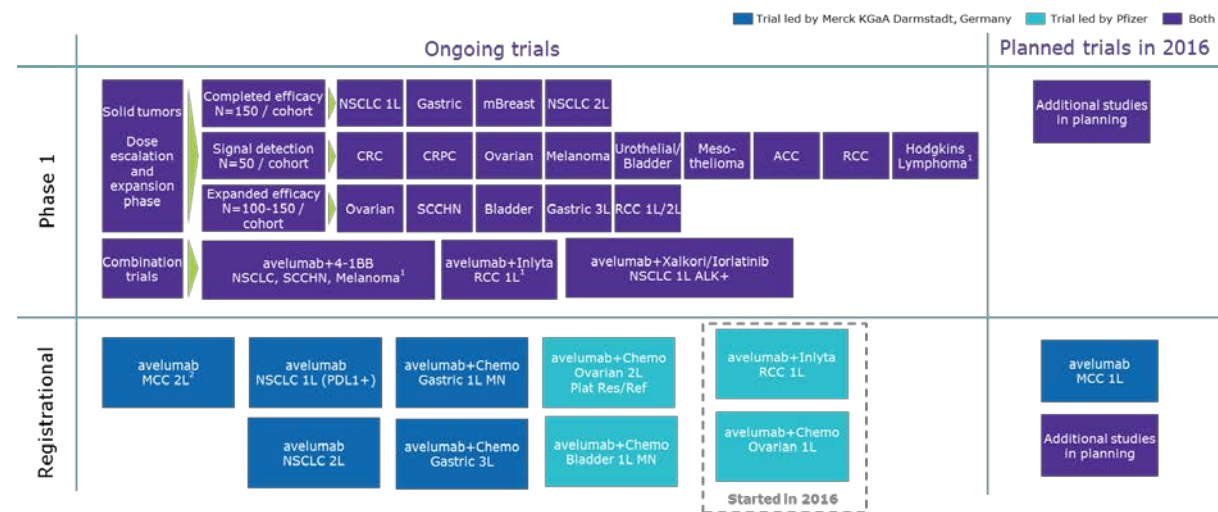 Trial led by Merck KGaA Darmstadt, Germany
Trial led by Pfizer
Both
Ongoing trials
Planned trials in 2016
Phase 1
Solid tumors
Dose
escalation
and
expansion
phase
Completed efficacy
N=150 / cohort
NSCLC 1L
Gastric
mBreast
NSCLC 2L
Signal detection
N=50 / cohort
CRC
CRPC
Ovarian
Melanoma
Urothelial/
Bladder
Meso-
thelioma
ACC
RCC
Hodgkins
Lymphoma1
Expanded efficacy
N=100-150 /
cohort
Ovarian
SCCHN
Bladder
Gastric 3L
RCC 1L/2L
Combination
trials
avelumab+4-1BB
NSCLC, SCCHN, Melanoma1
avelumab+Inlyta
RCC 1L1
avelumab+Xalkori/Iorlatinib
NSCLC 1L ALK+
Additional studies
in planning
Registrational
avelumab
MCC 2L2
avelumab
NSCLC 1L (PDL1+)
avelumab+Chemo
Gastric 1L MN
avelumab+Chemo
Ovarian 2L
Plat Res/Ref
avelumab+Inlyta
RCC 1L
avelumab
MCC 1L
avelumab
NSCLC 2L
avelumab+Chemo
Gastric 3L
avelumab+Chemo
Bladder 1L MN
avelumab+Chemo
Ovarian 1L
Additional studies
in planning
Started in 2016